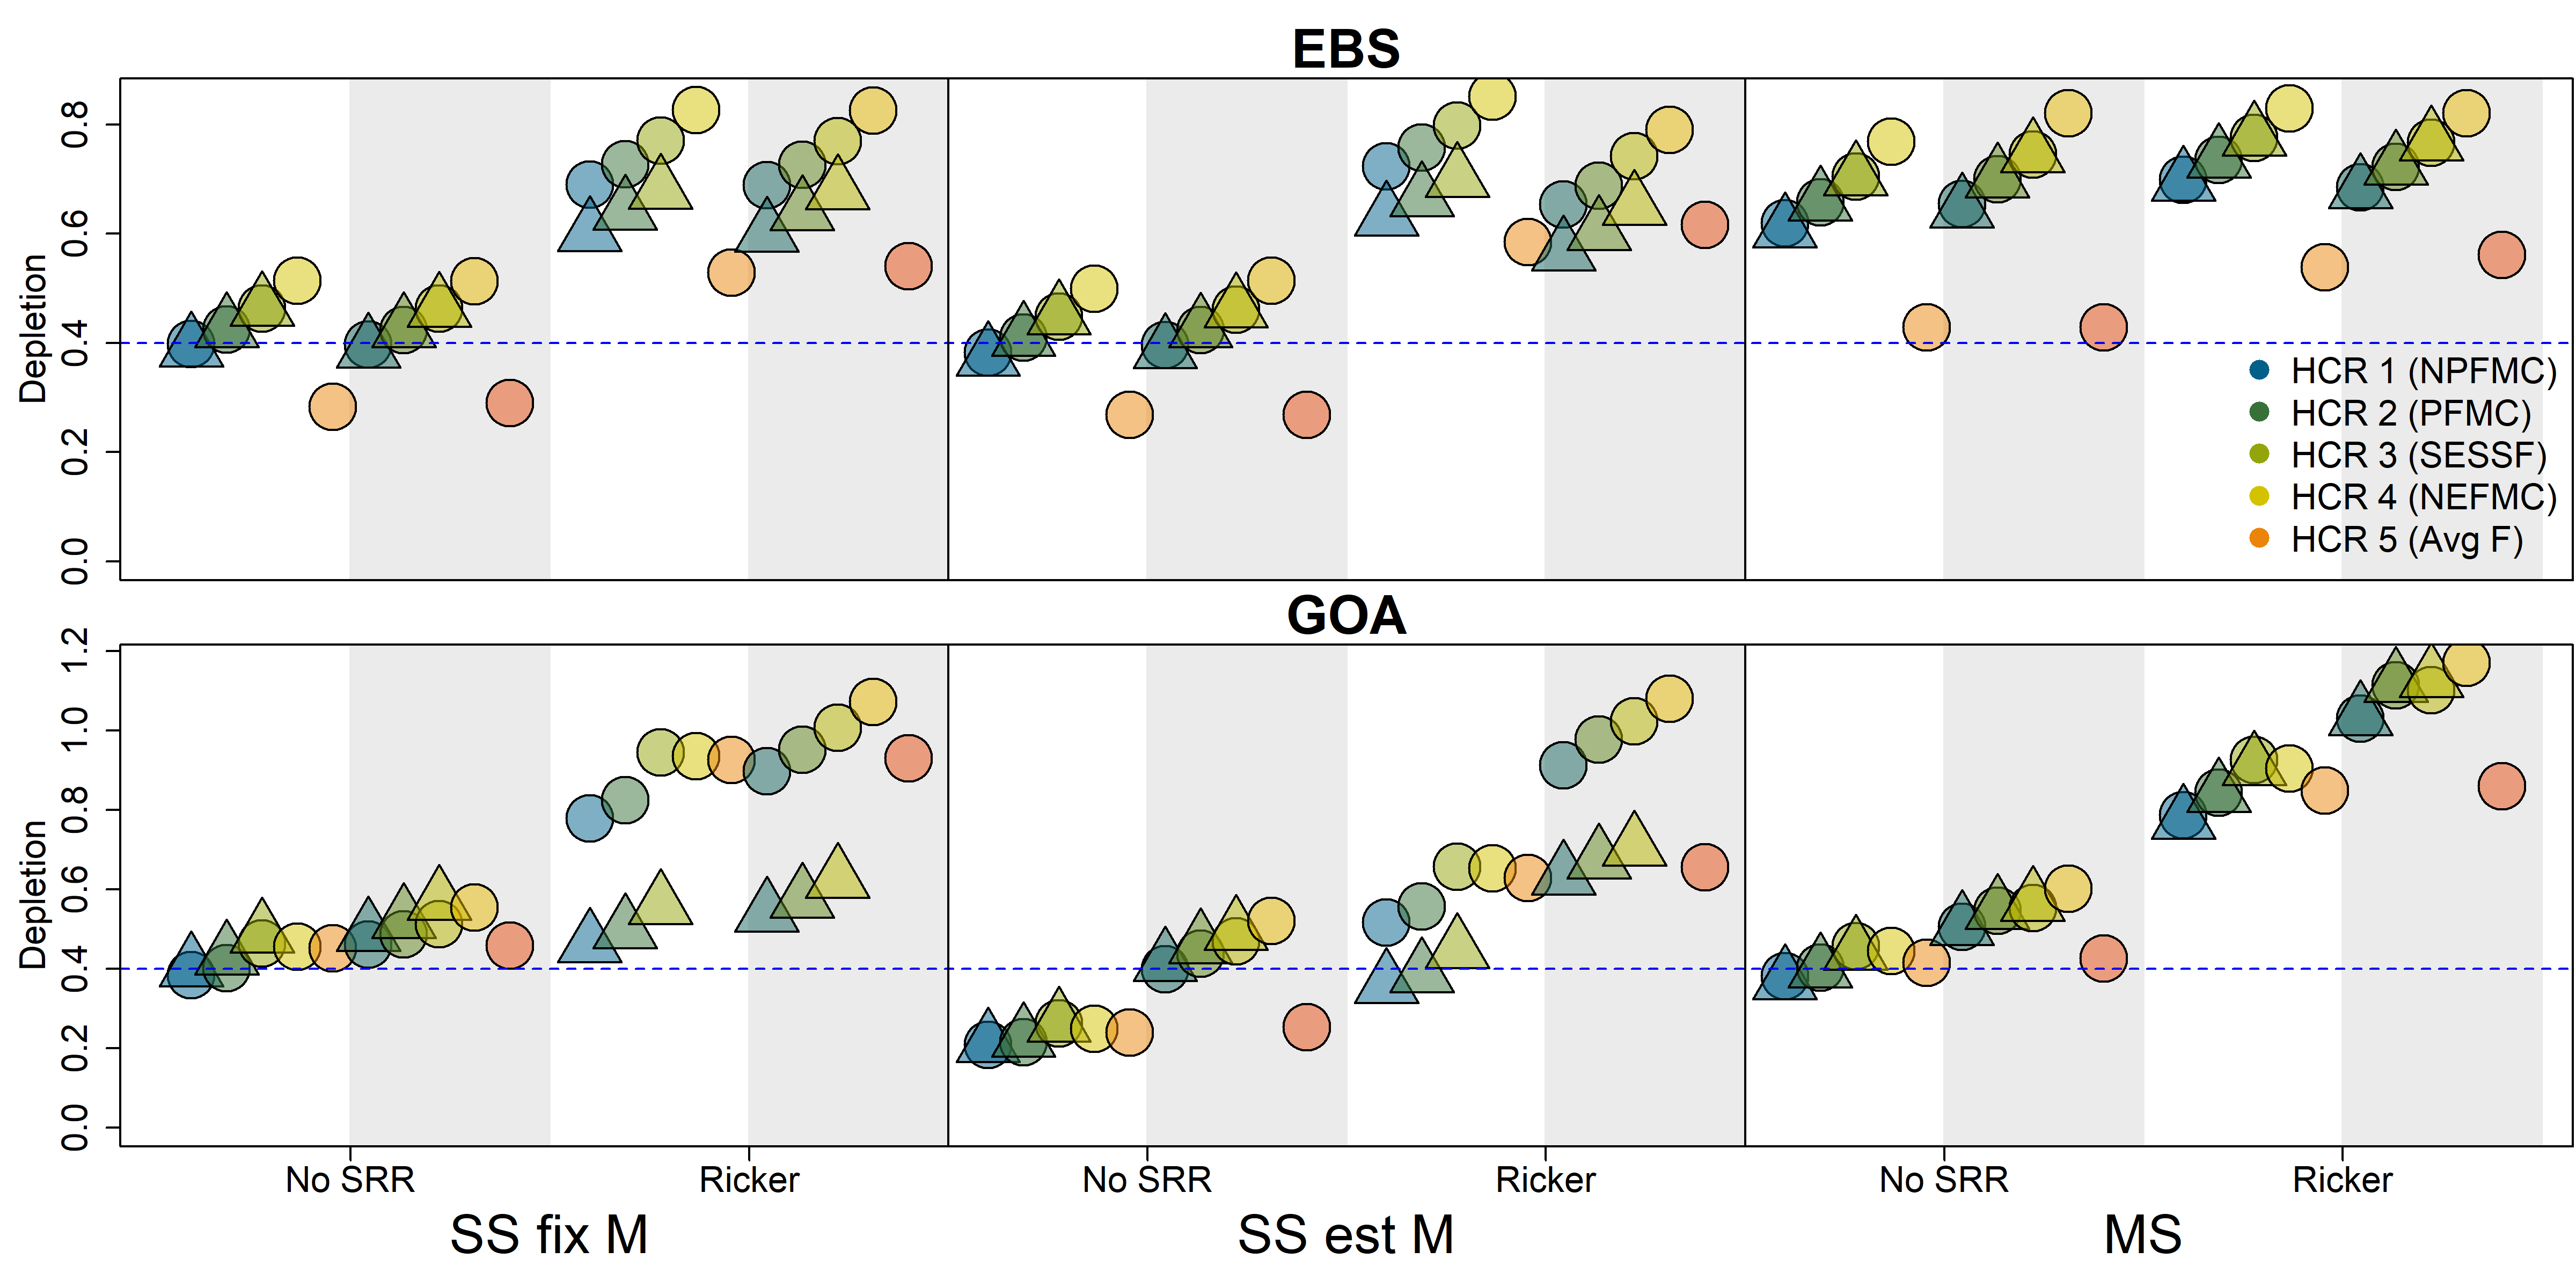 EBS
Depletion
0.8
0.6
0.4
0.2
0.0
HCR 1 (NPFMC)
HCR 2 (PFMC)
HCR 3 (SESSF)
HCR 4 (NEFMC)
HCR 5 (Avg F)
GOA
Depletion
1.2
1.0
0.8
0.6
0.4
0.2
0.0
No SRR Ricker No SRR Ricker No SRR Ricker
SS fix M SS est M MS